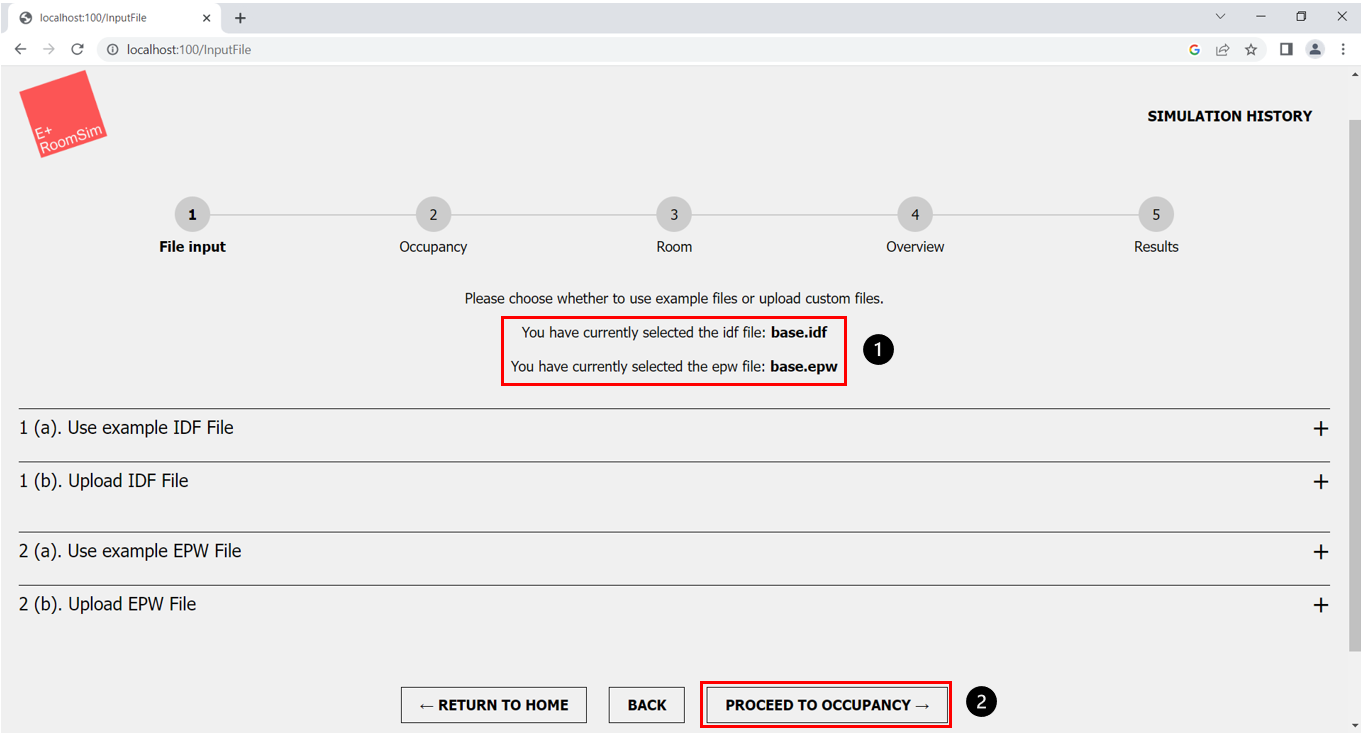 localhost:100/InputFile
localhost:100/InputFile
E+
RoomSim
SIMULATION HISTORY
1 2 3 4 5
File input Occupancy Room Overview Results
Please choose whether to use example files or upload custom files.
You have currently selected the idf file: base.idf
1
You have currently selected the epw file: base.epw
1 (a). Use example IDF File +
1 (b). Upload IDF File +
2 (a). Use example EPW File +
2 (b). Upload EPW File +
← RETURN TO HOME BACK PROCEED TO OCCUPANCY → 2